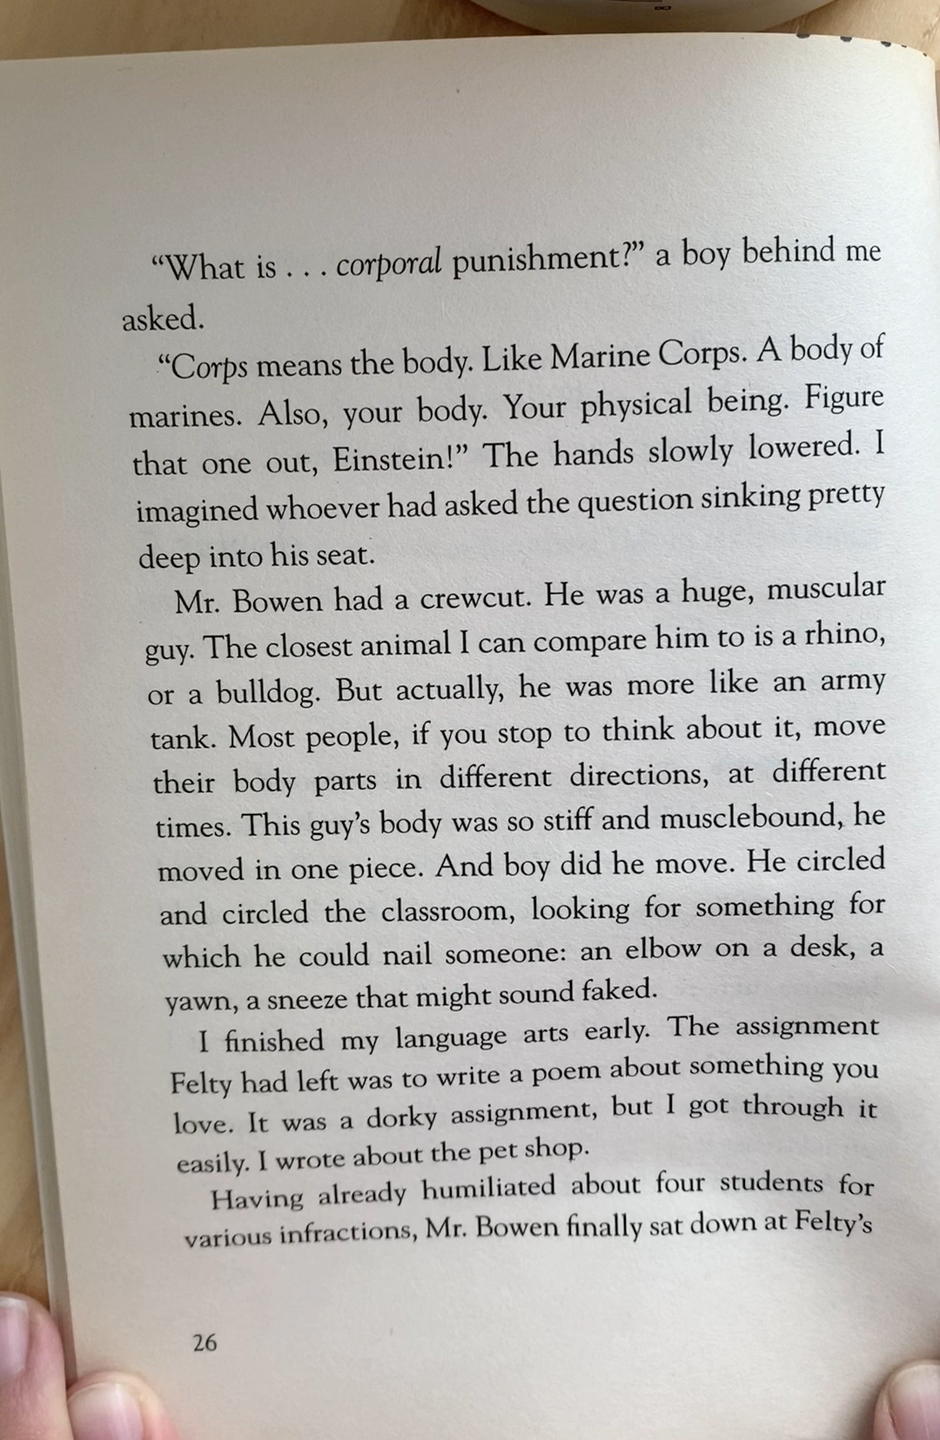 “What is . . . corporal punishment?” a boy behind me
asked.
“Corps means the body. Like Marine Corps. A body of
marines. Also, your body. Your physical being. Figure
that one out, Einstein!” The hands slowly lowered. I
imagined whoever had asked the question sinking pretty
deep into his seat.
Mr. Bowen had a crewcut. He was a huge, muscular
guy. The closest animal I can compare him to is a rhino,
or a bulldog. But actually, he was more like an army
tank. Most people, if you stop to think about it, move
their body parts in different directions, at different
times. This guy’s body was so stiff and musclebound, he
moved in one piece. And boy did he move. He circled
and circled the classroom, looking for something for
which he could nail someone: an elbow on a desk, a
yawn, a sneeze that might sound faked.
I finished my language arts early. The assignment
Felty had left was to write a poem about something you
love. It was a dorky assignment, but I got through it
easily. I wrote about the pet shop.
Having already humiliated about four students for
various infractions, Mr. Bowen finally sat down at Felty’s
26